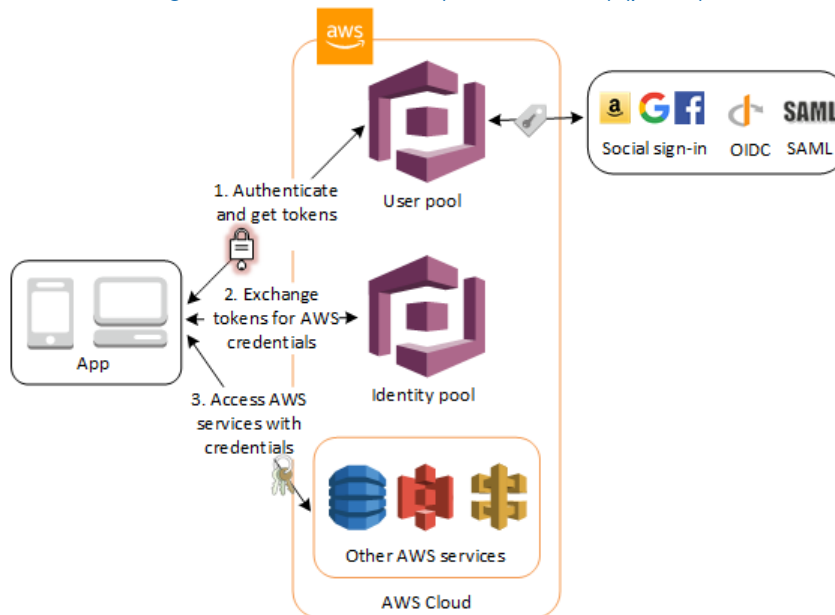 aws
a
G
f
SAML
Social sign-in
OIDC
SAML
1. Authenticate
and get tokens
User pool
2. Exchange
tokens for AWS
credentials
App
Identity pool
3. Access AWS
services with
credentials
Other AWS services
AWS Cloud